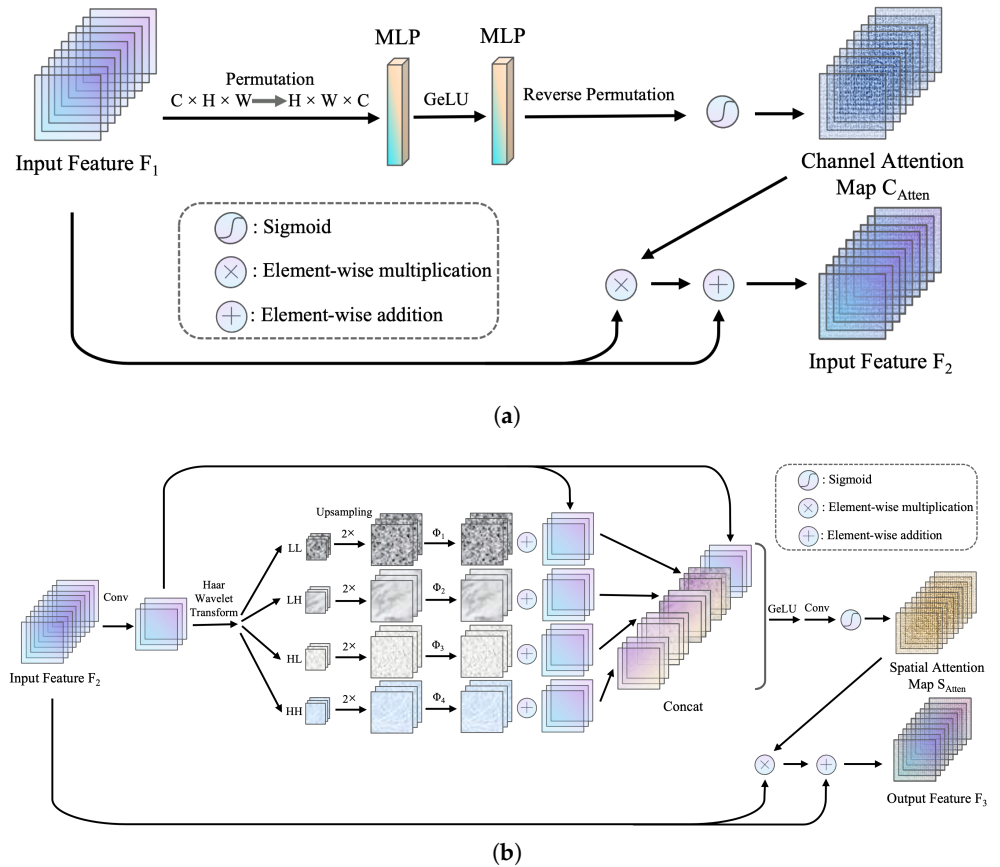 MLP
MLP
Permutation
C × H × W H × W × C
GeLU
Reverse Permutation
Input Feature F₁
Channel Attention
Map C_Atten
: Sigmoid
: Element-wise multiplication
: Element-wise addition
Input Feature F₂
(a)
: Sigmoid
: Element-wise multiplication
: Element-wise addition
Upsampling
LL
2×
Φ₁
LH
2×
Φ₂
HL
2×
Φ₃
HH
2×
Φ₄
Conv
Haar
Wavelet
Transform
Input Feature F₂
Concat
GeLU
Conv
Spatial Attention
Map S_Atten
Output Feature F₃
(b)